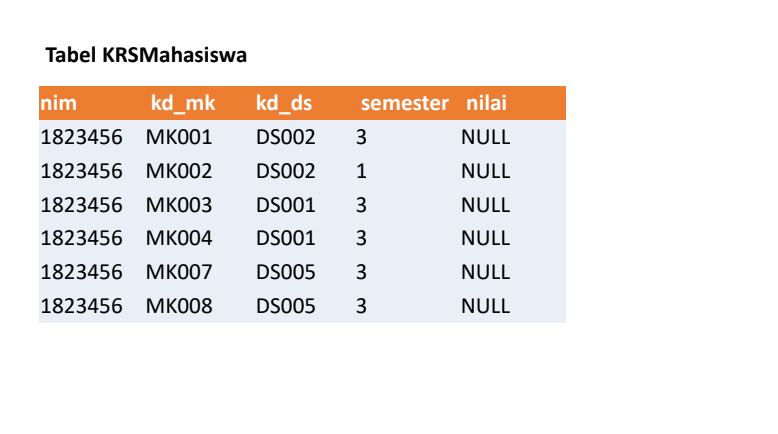 Tabel KRSMahasiswa
nim kd_mk kd_ds semester nilai
1823456 MK001 DS002 3 NULL
1823456 MK002 DS002 1 NULL
1823456 MK003 DS001 3 NULL
1823456 MK004 DS001 3 NULL
1823456 MK007 DS005 3 NULL
1823456 MK008 DS005 3 NULL